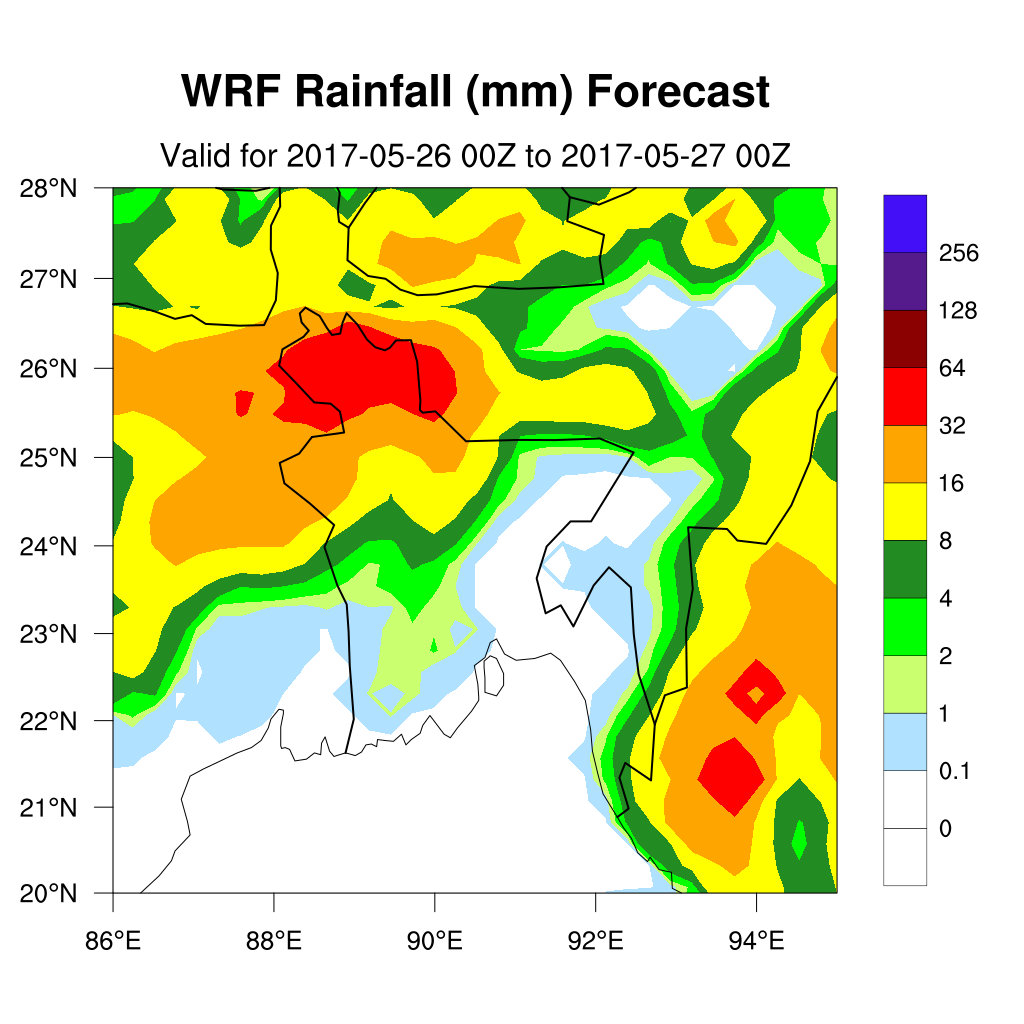 WRF Rainfall (mm) Forecast
Valid for 2017-05-26 00Z to 2017-05-27 00Z
28°N
27°N
26°N
25°N
24°N
23°N
22°N
21°N
20°N
86°E 88°E 90°E 92°E 94°E
256
128
64
32
16
8
4
2
1
0.1
0